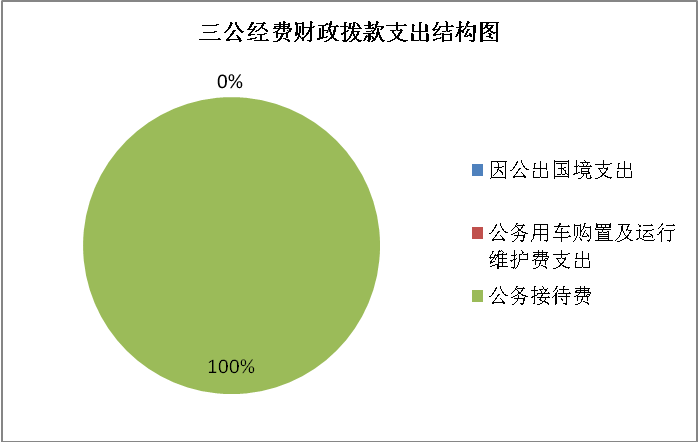 三公经费财政拨款支出结构图
0%
100%
因公出国境支出
公务用车购置及运行
维护费支出
公务接待费